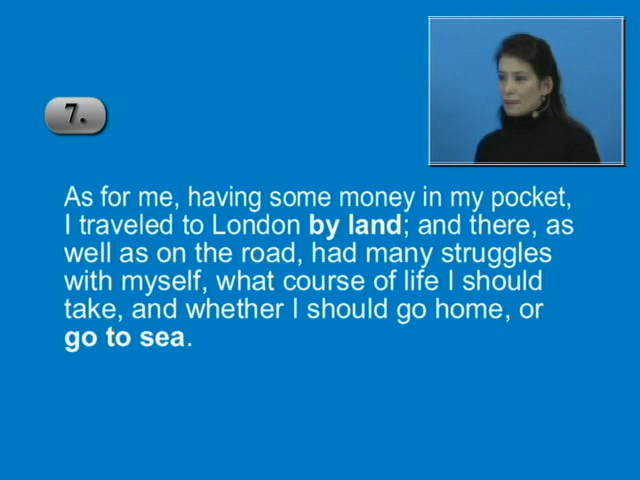 7.
As for me, having some money in my pocket,
I traveled to London by land; and there, as
well as on the road, had many struggles
with myself, what course of life I should
take, and whether I should go home, or
go to sea.